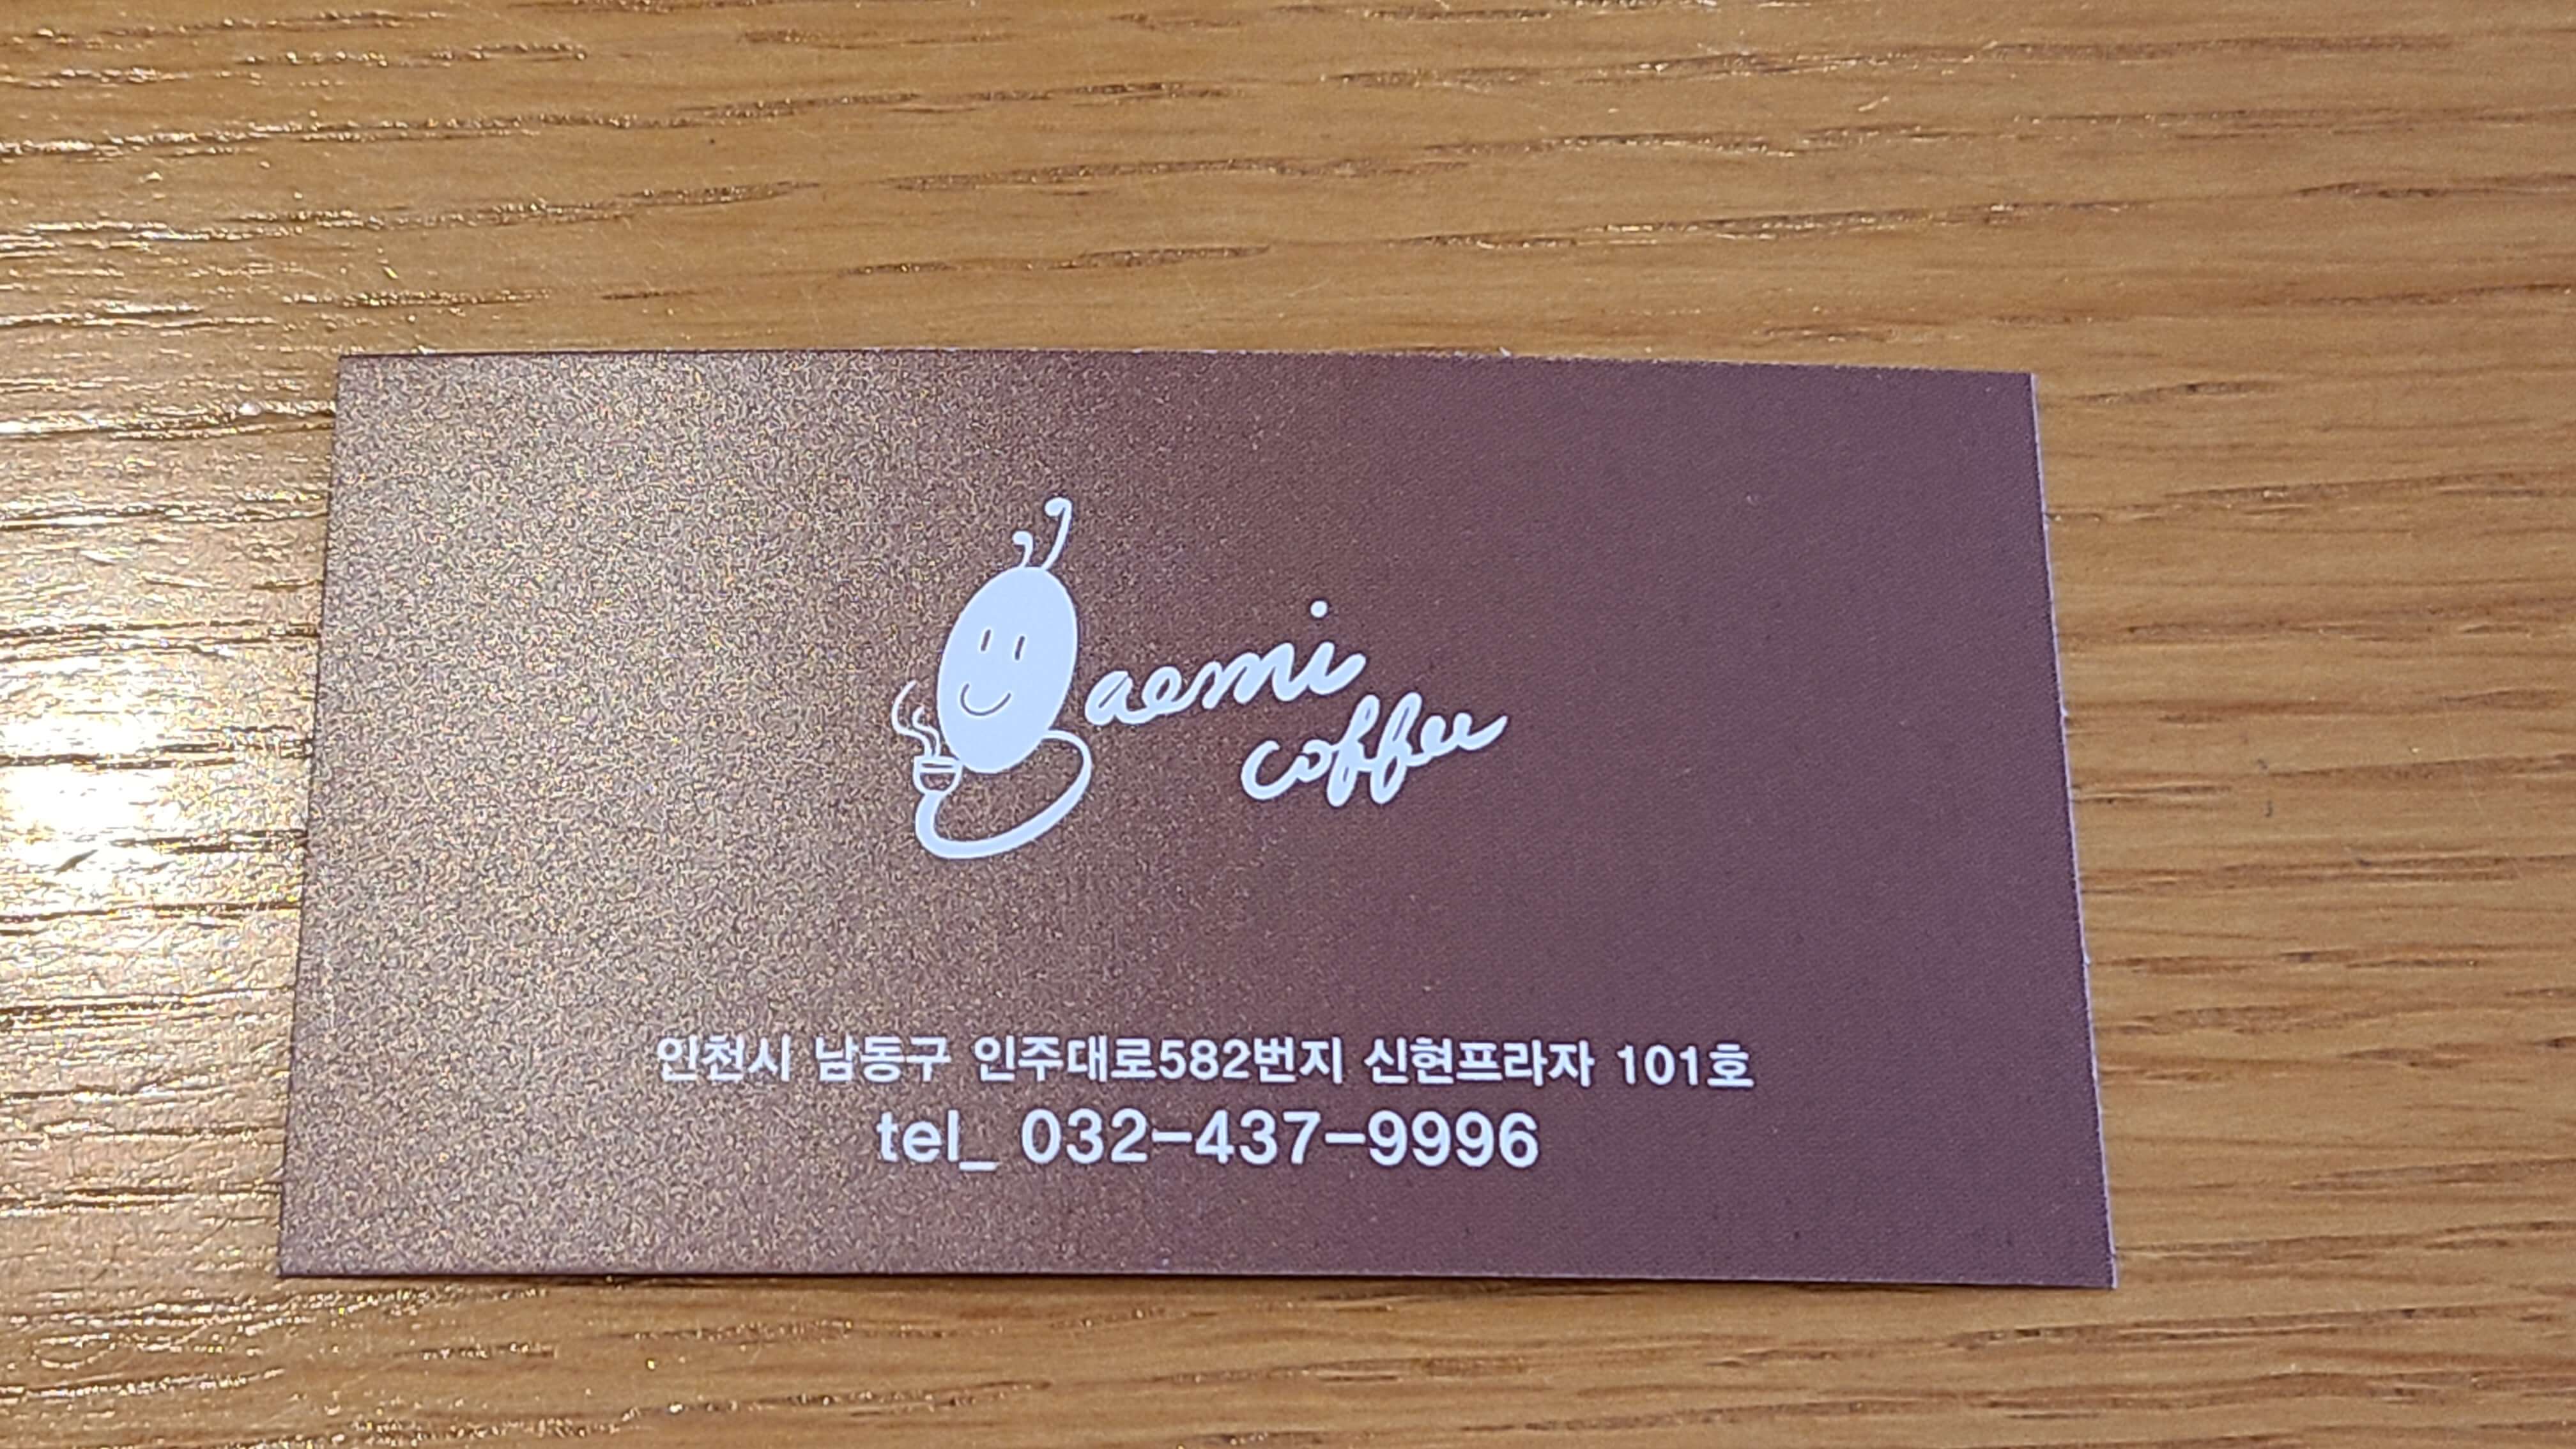 Gaemi
coffee
인천시 남동구 인주대로582번지 신현프라자 101호
tel_ 032-437-9996